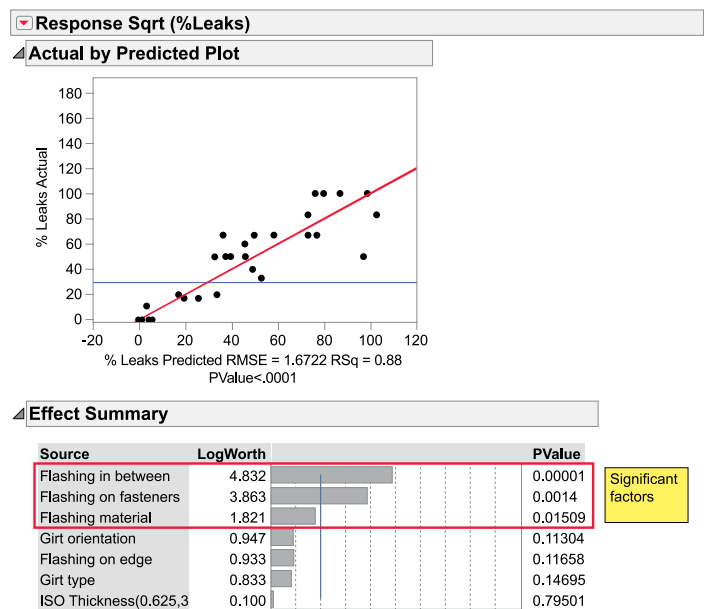 Response Sqrt (%Leaks)
Actual by Predicted Plot
180
160
140
120
100
80
60
40
20
0
% Leaks Actual
-20 0 20 40 60 80 100 120
% Leaks Predicted RMSE = 1.6722 RSq = 0.88
PValue<.0001
Effect Summary
Source LogWorth PValue
Flashing in between 4.832 0.00001
Flashing on fasteners 3.863 0.0014
Flashing material 1.821 0.01509
Girt orientation 0.947 0.11304
Flashing on edge 0.933 0.11658
Girt type 0.833 0.14695
ISO Thickness(0.625,3 0.100 0.79501
Significant
factors